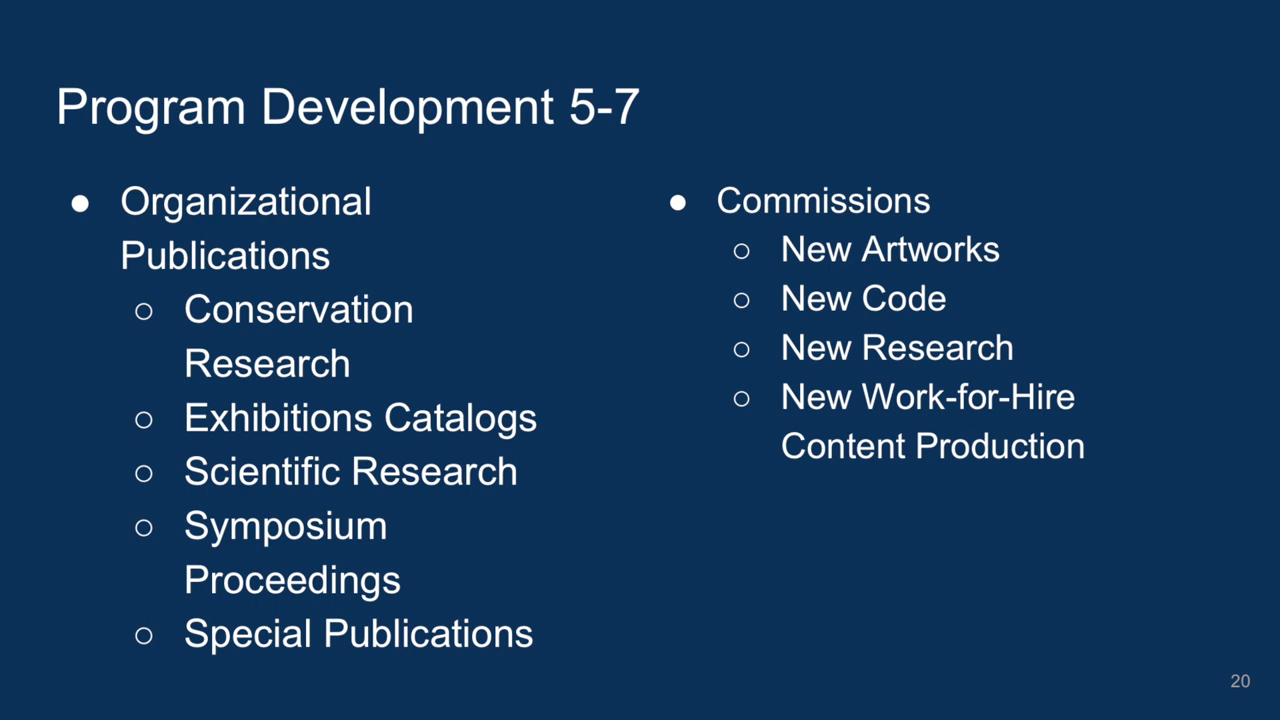 Program Development 5-7
● Organizational
Publications
○ Conservation
Research
○ Exhibitions Catalogs
○ Scientific Research
○ Symposium
Proceedings
○ Special Publications
● Commissions
○ New Artworks
○ New Code
○ New Research
○ New Work-for-Hire
Content Production
20